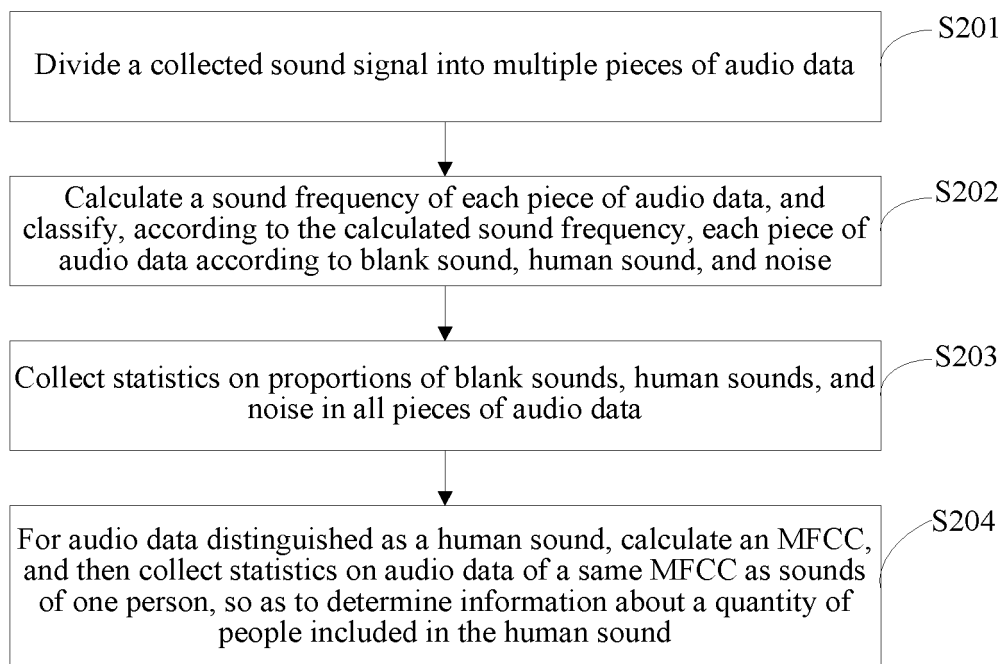 S201
Divide a collected sound signal into multiple pieces of audio data
S202
Calculate a sound frequency of each piece of audio data, and
classify, according to the calculated sound frequency, each piece of
audio data according to blank sound, human sound, and noise
S203
Collect statistics on proportions of blank sounds, human sounds, and
noise in all pieces of audio data
S204
For audio data distinguished as a human sound, calculate an MFCC,
and then collect statistics on audio data of a same MFCC as sounds
of one person, so as to determine information about a quantity of
people included in the human sound